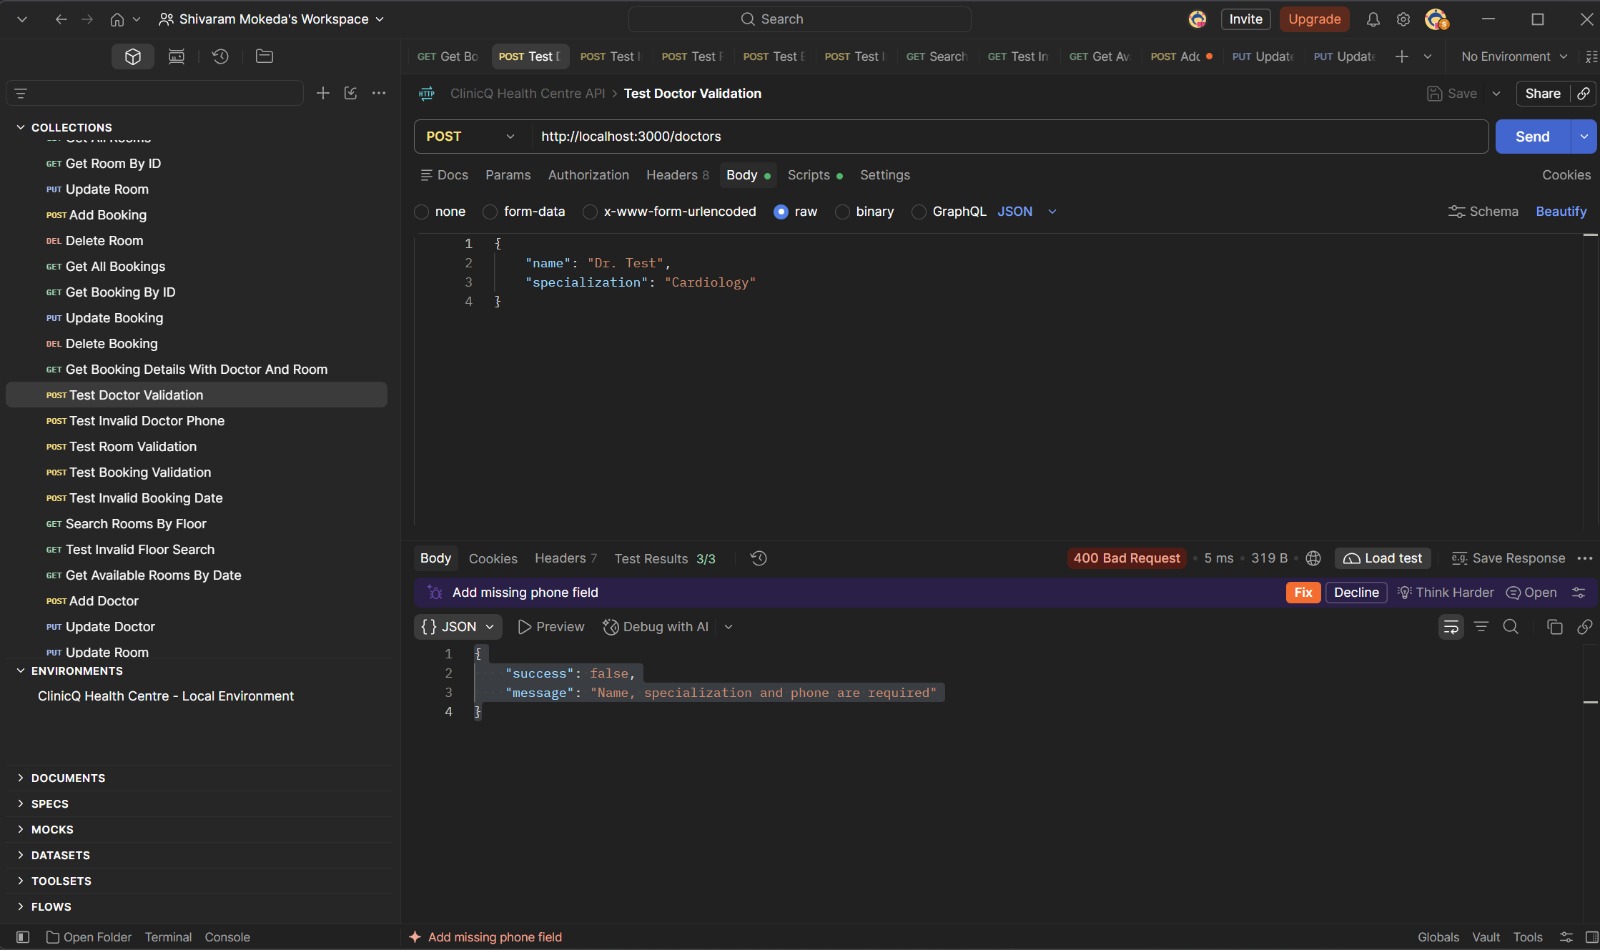 Shivaram Mokeda's Workspace
Search
Invite
Upgrade
GET Get Bo
POST Test D
POST Test I
POST Test F
POST Test B
POST Test I
GET Search
GET Test In
GET Get Av
POST Adc
PUT Update
PUT Update
No Environment
HTTP ClinicQ Health Centre API > Test Doctor Validation
Save
Share
COLLECTIONS
GET Get All Rooms
GET Get Room By ID
PUT Update Room
POST Add Booking
DEL Delete Room
GET Get All Bookings
GET Get Booking By ID
PUT Update Booking
DEL Delete Booking
GET Get Booking Details With Doctor And Room
POST Test Doctor Validation
POST Test Invalid Doctor Phone
POST Test Room Validation
POST Test Booking Validation
POST Test Invalid Booking Date
GET Search Rooms By Floor
GET Test Invalid Floor Search
GET Get Available Rooms By Date
POST Add Doctor
PUT Update Doctor
PUT Update Room
ENVIRONMENTS
ClinicQ Health Centre - Local Environment
DOCUMENTS
SPECS
MOCKS
DATASETS
TOOLSETS
FLOWS
POST
http://localhost:3000/doctors
Send
Docs Params Authorization Headers 8 Body Scripts Settings
Cookies
none form-data x-www-form-urlencoded raw binary GraphQL JSON
Schema Beautify
1 {
2 "name": "Dr. Test",
3 "specialization": "Cardiology"
4 }
Body Cookies Headers 7 Test Results 3/3
400 Bad Request • 5 ms • 319 B
Load test
e.g. Save Response
Add missing phone field
Fix Decline Think Harder Open
{} JSON Preview Debug with AI
1 {
2 "success": false,
3 "message": "Name, specialization and phone are required"
4 }
Open Folder Terminal Console
Add missing phone field
Globals Vault Tools